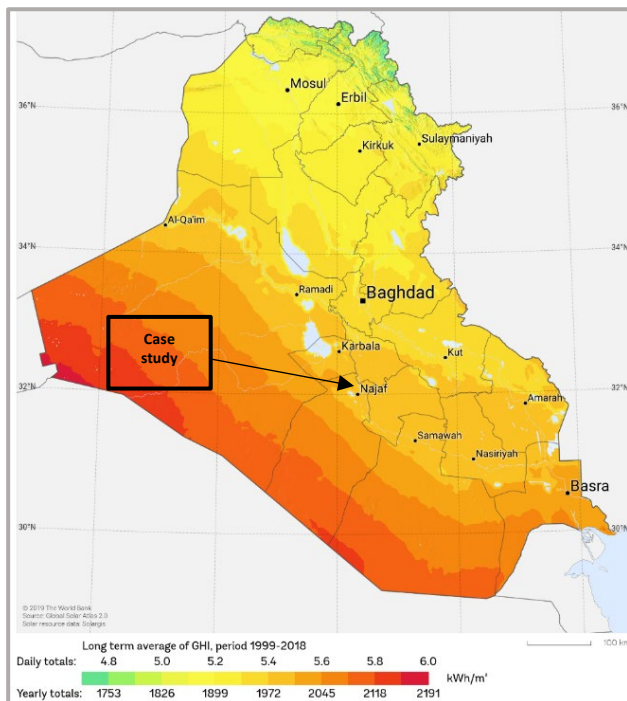 Mosul
Erbil
36°N
36°N
Sulaymaniyah
Kirkuk
Al-Qa'im
34°N
34°N
Ramadi
Baghdad
Case
study
Karbala
Kut
32°N
32°N
Najaf
Amarah
Samawah
Nasiriyah
Basra
30°N
30°N
© 2019 The World Bank
Source: Global Solar Atlas 2.0
Solar resource data: Solargis
100 km
Long term average of GHI, period 1999-2018
Daily totals: 4.8 5.0 5.2 5.4 5.6 5.8 6.0
kWh/m²
Yearly totals: 1753 1826 1899 1972 2045 2118 2191